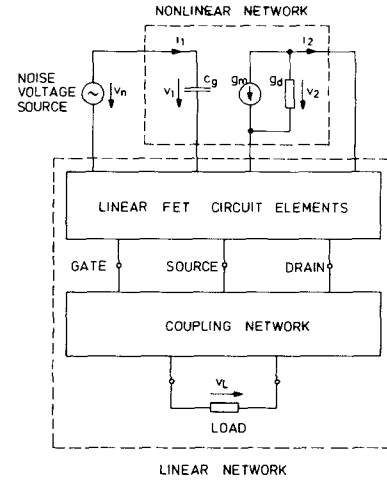 NONLINEAR NETWORK
i1 i2
NOISE
VOLTAGE
SOURCE
vn v1 cg gm gd v2
LINEAR FET CIRCUIT ELEMENTS
GATE SOURCE DRAIN
COUPLING NETWORK
vL
LOAD
LINEAR NETWORK